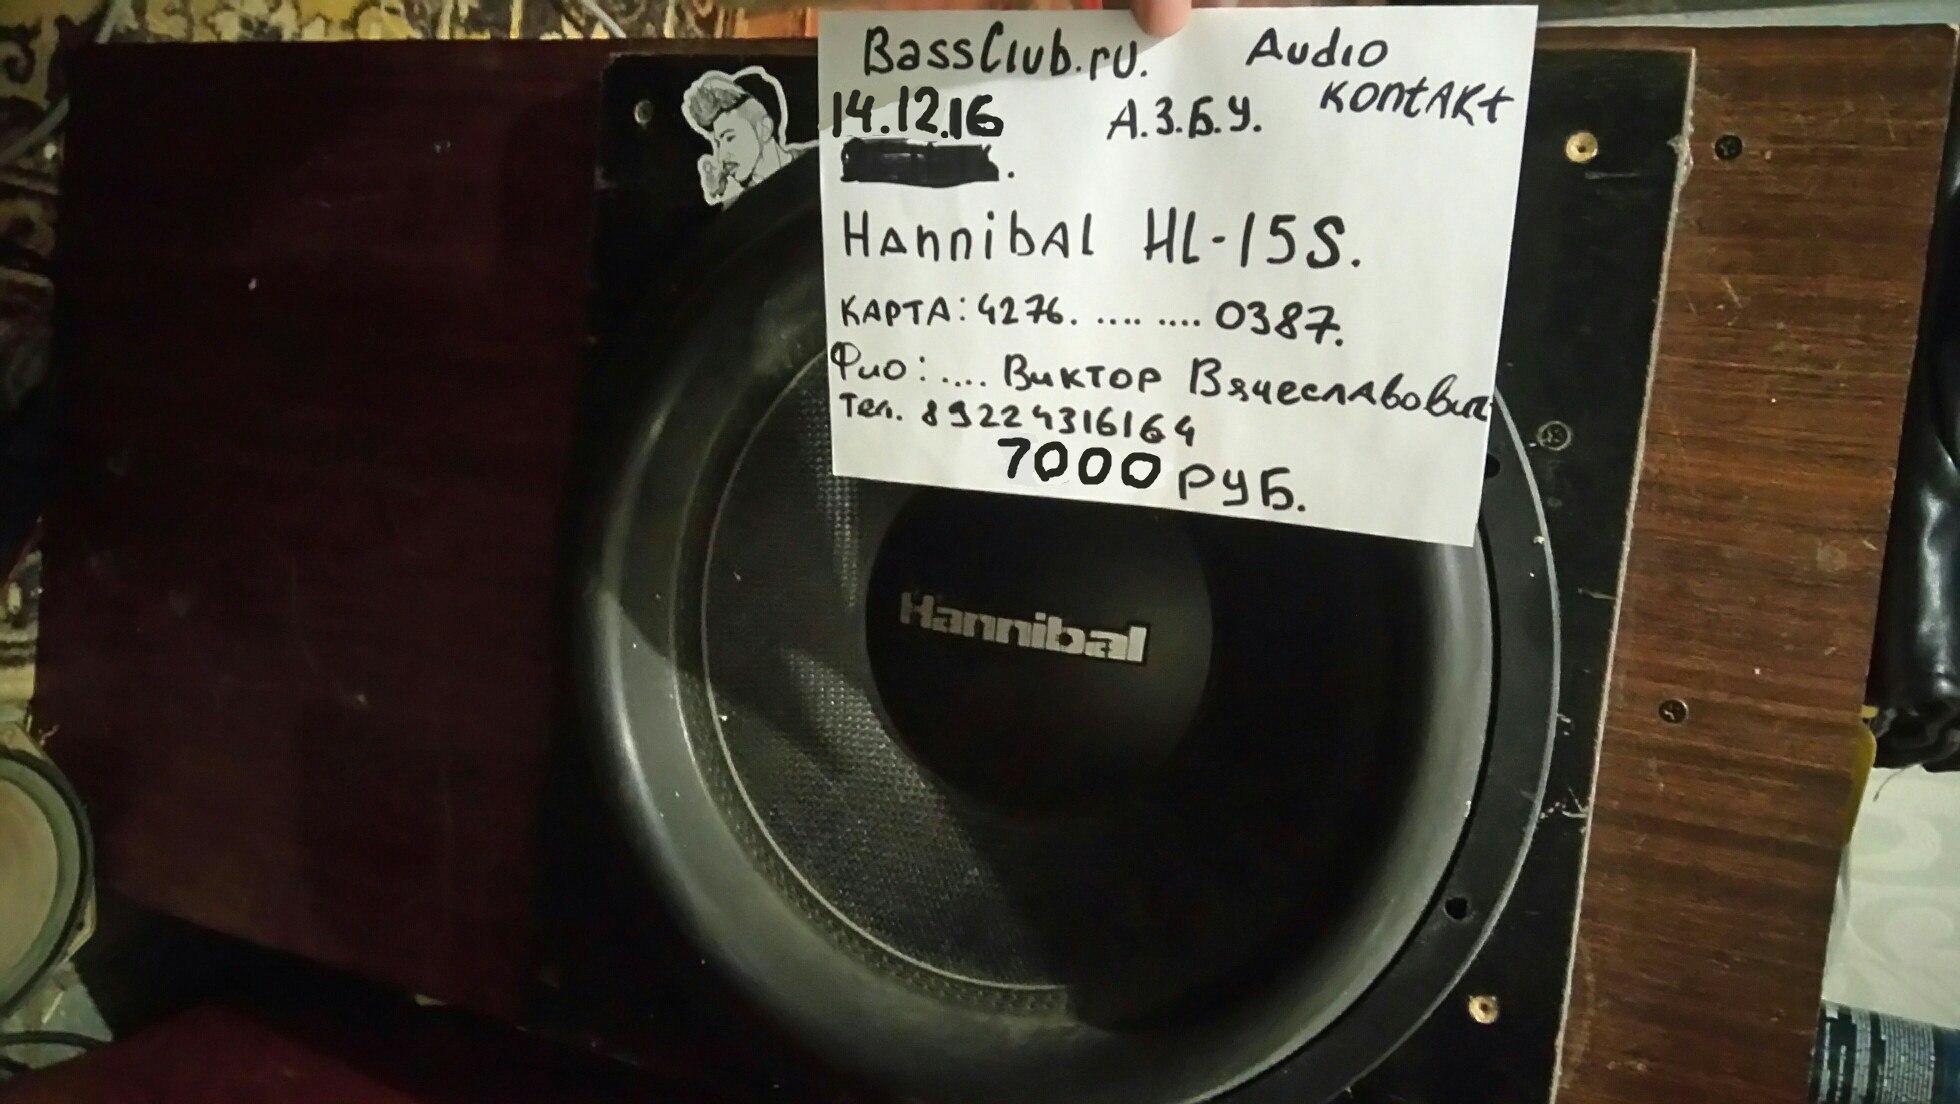 BassClub.ru. Audio
kontAKt
14.12.16 А.З.Б.У.
HAnnibAl HL-15S.
КАРТА: 4276. .... .... 0387.
Фио: .... Виктор Вячеславович
Тел. 89224316164
7000 РУБ.
Hannibal